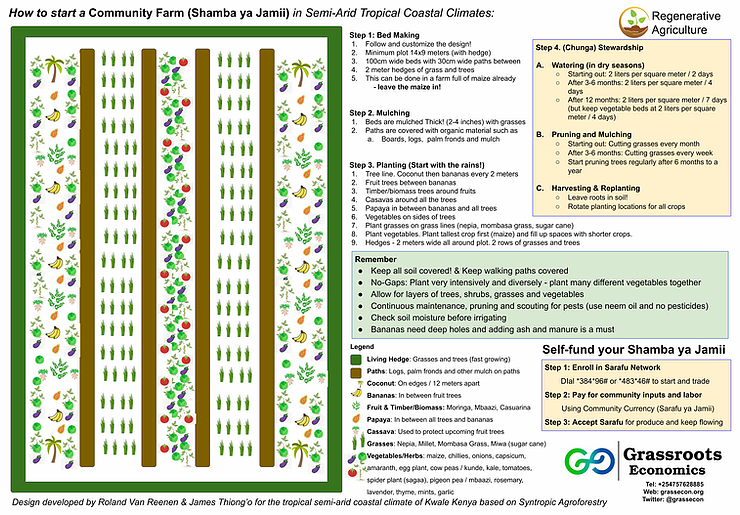 How to start a Community Farm (Shamba ya Jamii) in Semi-Arid Tropical Coastal Climates:
Regenerative
Agriculture
Step 1: Bed Making
1. Follow and customize the design!
2. Minimum plot 14x9 meters (with hedge)
3. 100cm wide beds with 30cm wide paths between
4. 2 meter hedges of grass and trees
5. This can be done in a farm full of maize already
- leave the maize in!
Step 2. Mulching
1. Beds are mulched Thick! (2-4 inches) with grasses
2. Paths are covered with organic material such as
a. Boards, logs, palm fronds and mulch
Step 3. Planting (Start with the rains!)
1. Tree line. Coconut then bananas every 2 meters
2. Fruit trees between bananas
3. Timber/biomass trees around fruits
4. Casavas around all the trees
5. Papaya in between bananas and all trees
6. Vegetables on sides of trees
7. Plant grasses on grass lines (nepia, mombasa grass, sugar cane)
8. Plant vegetables. Plant tallest crop first (maize) and fill up spaces with shorter crops.
9. Hedges - 2 meters wide all around plot. 2 rows of grasses and trees
Step 4. (Chunga) Stewardship
A. Watering (in dry seasons)
○ Starting out: 2 liters per square meter / 2 days
○ After 3-6 months: 2 liters per square meter / 4
days
○ After 12 months: 2 liters per square meter / 7 days
(but keep vegetable beds at 2 liters per square
meter / 4 days)
B. Pruning and Mulching
○ Starting out: Cutting grasses every month
○ After 3-6 months: Cutting grasses every week
○ Start pruning trees regularly after 6 months to a
year
C. Harvesting & Replanting
○ Leave roots in soil!
○ Rotate planting locations for all crops
Remember
● Keep all soil covered! & Keep walking paths covered
● No-Gaps: Plant very intensively and diversely - plant many different vegetables together
● Allow for layers of trees, shrubs, grasses and vegetables
● Continuous maintenance, pruning and scouting for pests (use neem oil and no pesticides)
● Check soil moisture before irrigating
● Bananas need deep holes and adding ash and manure is a must
Legend
Living Hedge: Grasses and trees (fast growing)
Paths: Logs, palm fronds and other mulch on paths
Coconut: On edges / 12 meters apart
Bananas: In between fruit trees
Fruit & Timber/Biomass: Moringa, Mbaazi, Casuarina
Papaya: In between all trees and bananas
Cassava: Used to protect upcoming fruit trees
Grasses: Nepia, Millet, Mombasa Grass, Miwa (sugar cane)
Vegetables/Herbs: maize, chillies, onions, capsicum,
amaranth, egg plant, cow peas / kunde, kale, tomatoes,
spider plant (sagaa), pigeon pea / mbaazi, rosemary,
lavender, thyme, mints, garlic
Self-fund your Shamba ya Jamii
Step 1: Enroll in Sarafu Network
Dial *384*96# or *483*46# to start and trade
Step 2: Pay for community inputs and labor
Using Community Currency (Sarafu ya Jamii)
Step 3: Accept Sarafu for produce and keep flowing
Grassroots
Economics
Tel: +254757628885
Web: grassecon.org
Twitter: @grassecon
Design developed by Roland Van Reenen & James Thiong'o for the tropical semi-arid coastal climate of Kwale Kenya based on Syntropic Agroforestry